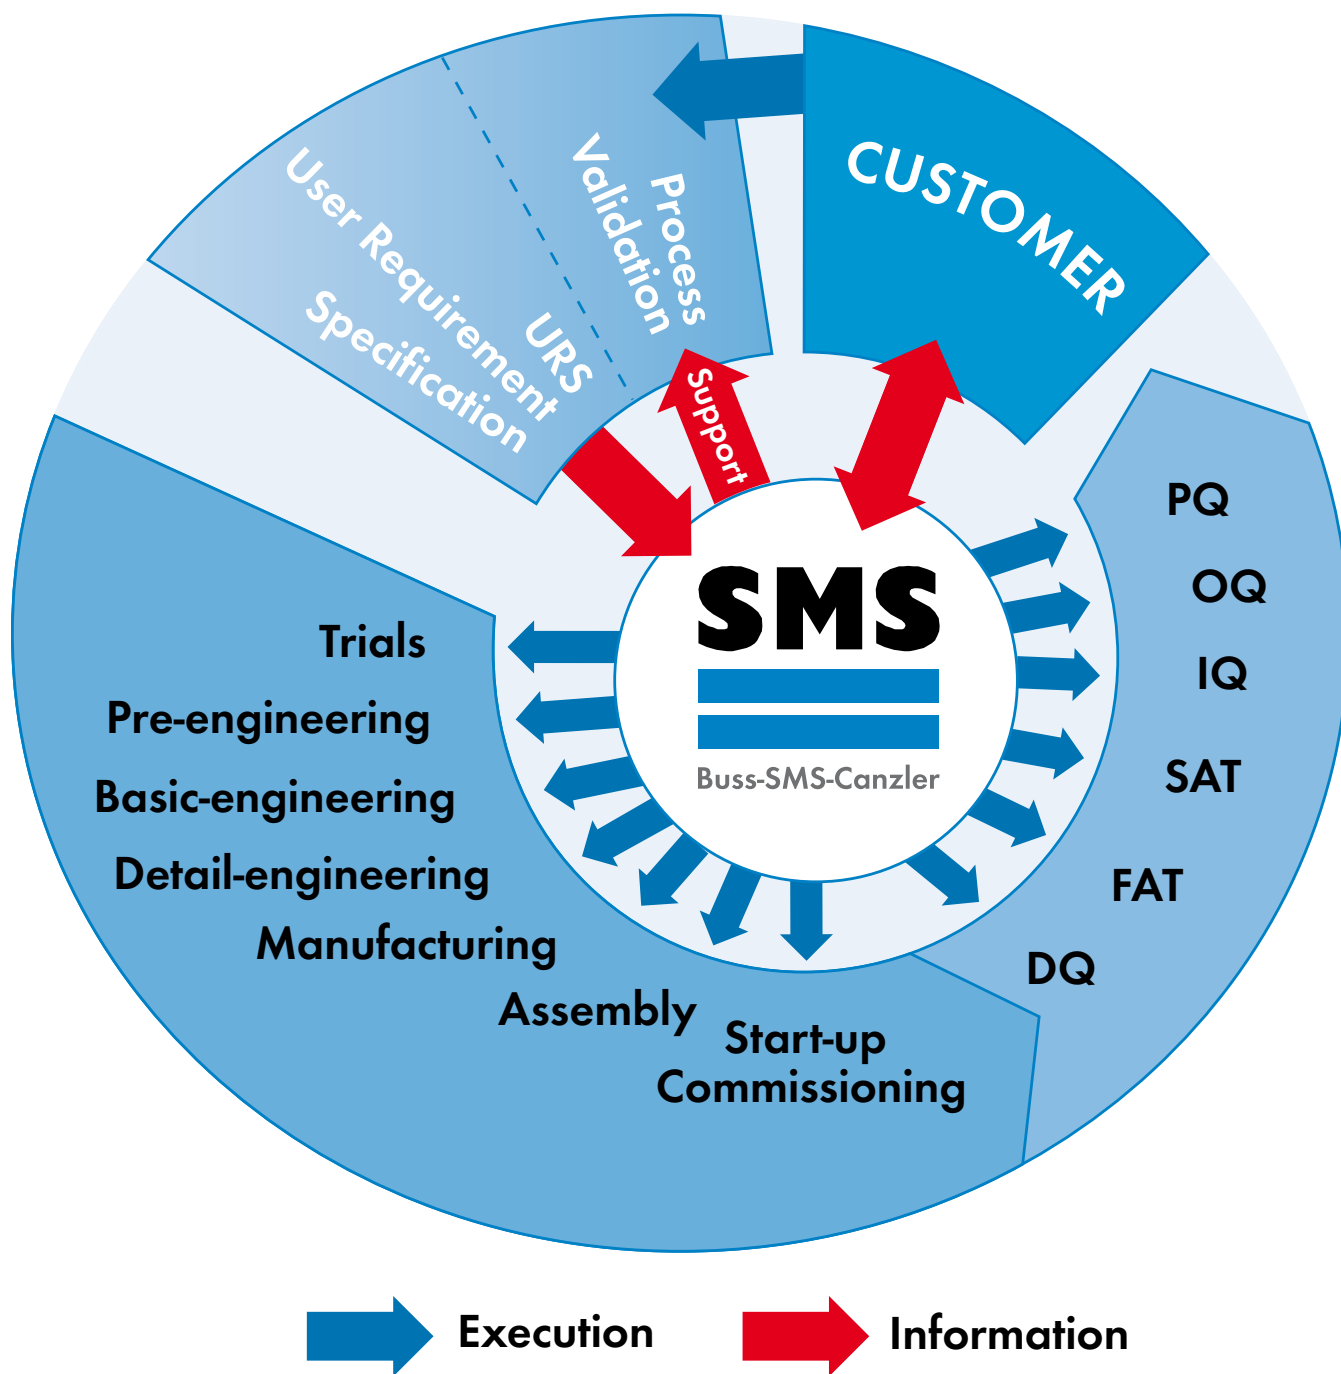 CUSTOMER
Process
Validation
URS
User Requirement
Specification
Support
SMS
Buss-SMS-Canzler
Trials
Pre-engineering
Basic-engineering
Detail-engineering
Manufacturing
Assembly
Start-up
Commissioning
PQ
OQ
IQ
SAT
FAT
DQ
Execution
Information